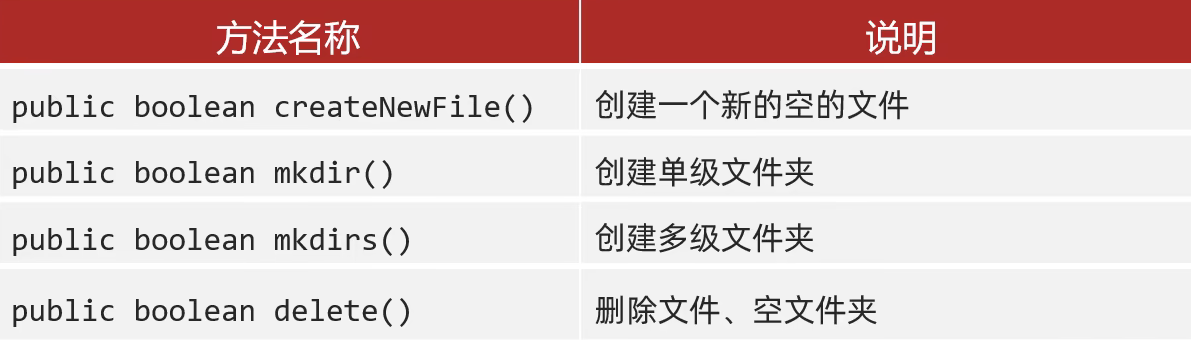 方法名称 说明
public boolean createNewFile() 创建一个新的空的文件
public boolean mkdir() 创建单级文件夹
public boolean mkdirs() 创建多级文件夹
public boolean delete() 删除文件、空文件夹